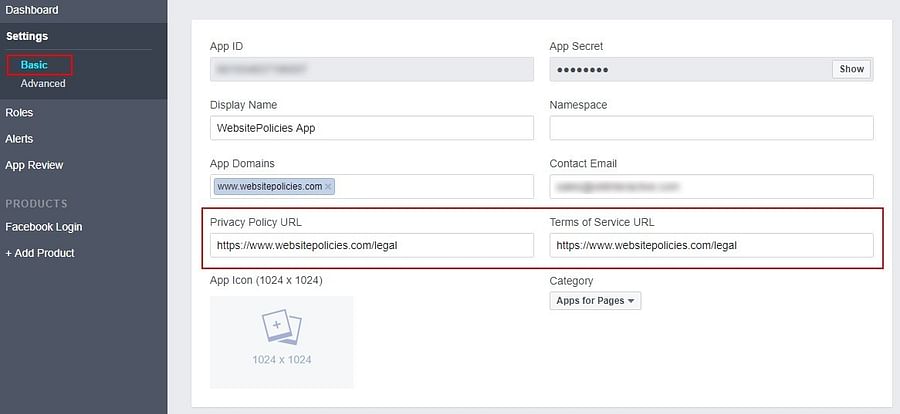 Dashboard
Settings
Basic
Advanced
Roles
Alerts
App Review
PRODUCTS
Facebook Login
+ Add Product
App ID
App Secret
●●●●●●●●
Show
Display Name
Namespace
WebsitePolicies App
App Domains
Contact Email
www.websitepolicies.com ×
Privacy Policy URL
Terms of Service URL
https://www.websitepolicies.com/legal
https://www.websitepolicies.com/legal
App Icon (1024 x 1024)
Category
Apps for Pages
1024 x 1024